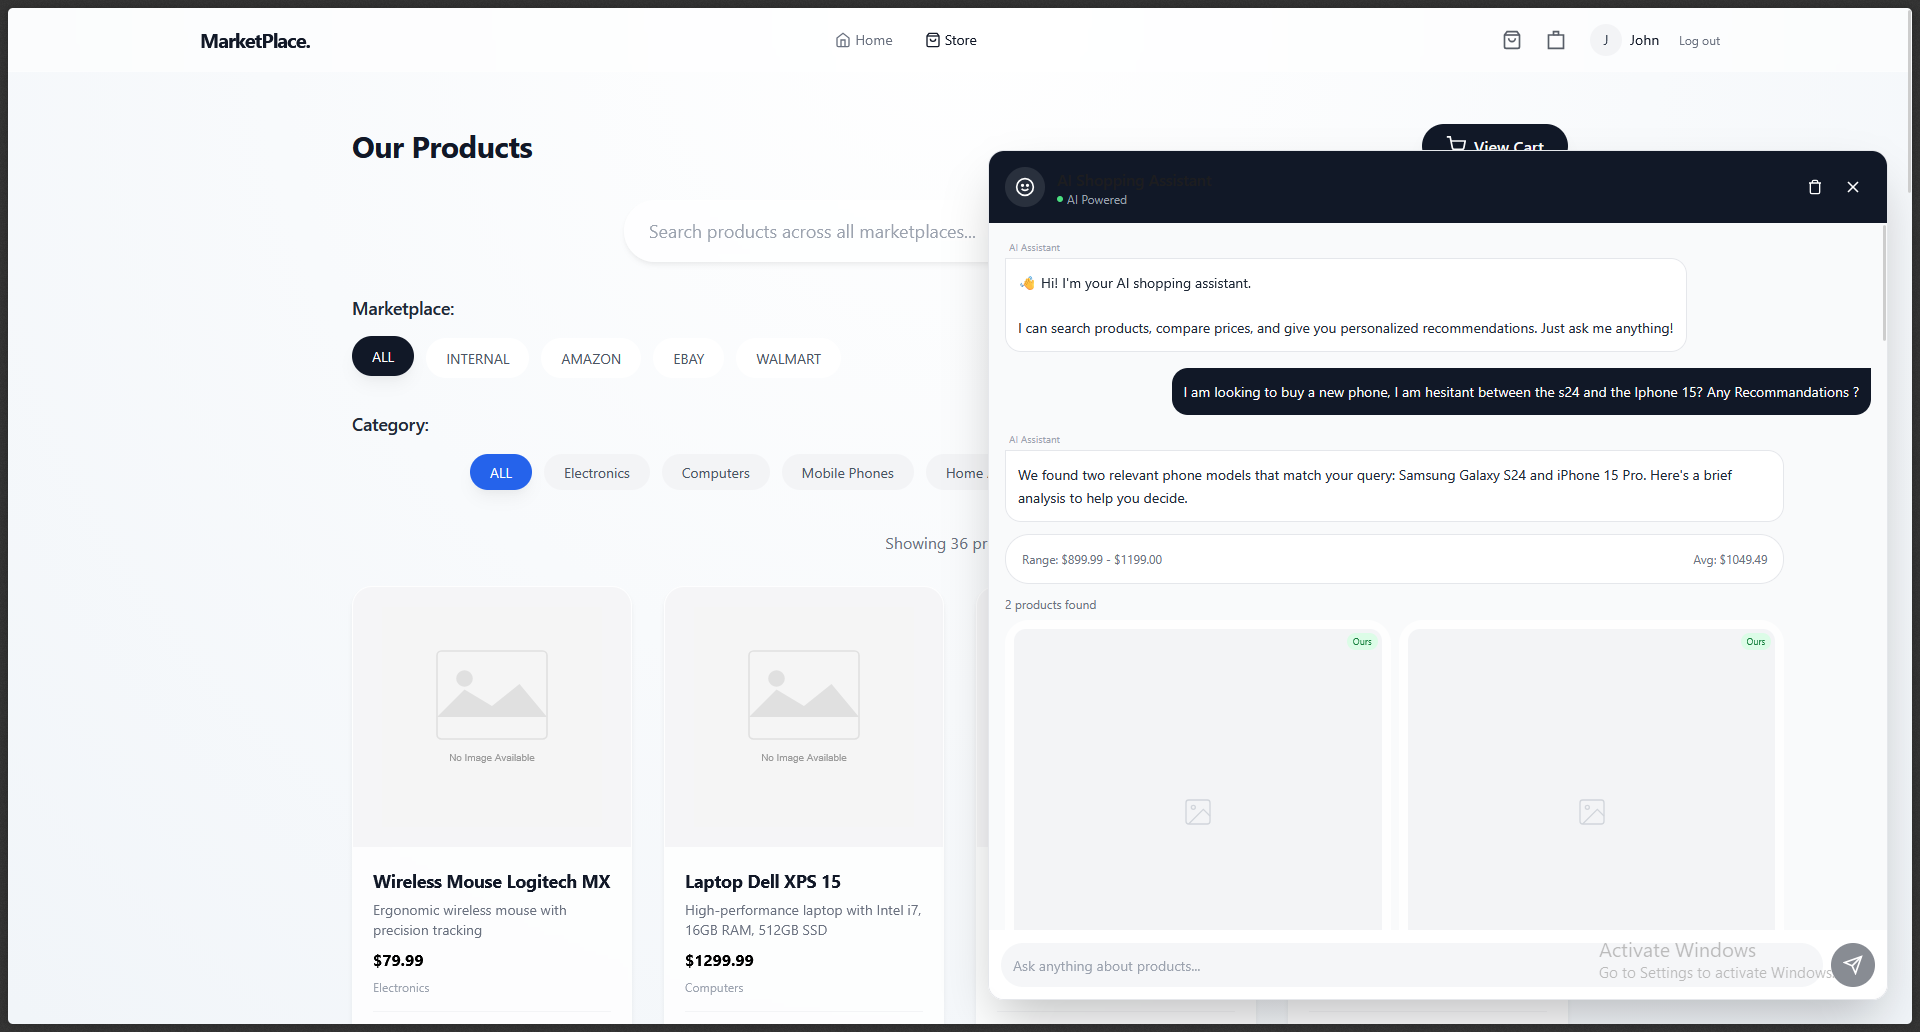 MarketPlace.
Home
Store
J
John
Log out
Our Products
View Cart
Search products across all marketplaces...
Marketplace:
ALL
INTERNAL
AMAZON
EBAY
WALMART
Category:
ALL
Electronics
Computers
Mobile Phones
Home
Showing 36 pr
No Image Available
No Image Available
Wireless Mouse Logitech MX
Ergonomic wireless mouse with
precision tracking
$79.99
Electronics
Laptop Dell XPS 15
High-performance laptop with Intel i7,
16GB RAM, 512GB SSD
$1299.99
Computers
AI Shopping Assistant
AI Powered
AI Assistant
👋 Hi! I'm your AI shopping assistant.
I can search products, compare prices, and give you personalized recommendations. Just ask me anything!
I am looking to buy a new phone, I am hesitant between the s24 and the Iphone 15? Any Recommandations ?
AI Assistant
We found two relevant phone models that match your query: Samsung Galaxy S24 and iPhone 15 Pro. Here's a brief
analysis to help you decide.
Range: $899.99 - $1199.00
Avg: $1049.49
2 products found
Ours
Ours
Ask anything about products...
Activate Windows
Go to Settings to activate Windows.